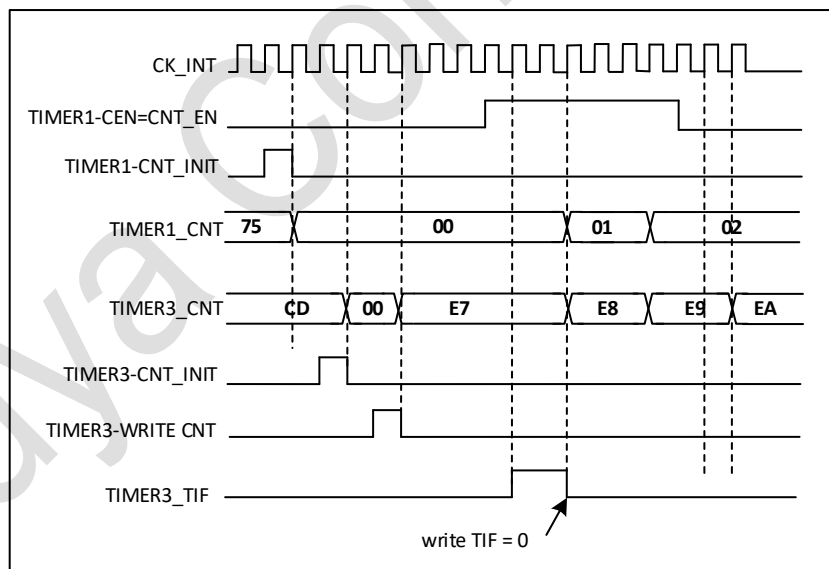 CK_INT
TIMER1-CEN=CNT_EN
TIMER1-CNT_INIT
TIMER1_CNT 75 00 01 02
TIMER3_CNT CD 00 E7 E8 E9 EA
TIMER3-CNT_INIT
TIMER3-WRITE CNT
TIMER3_TIF
write TIF = 0